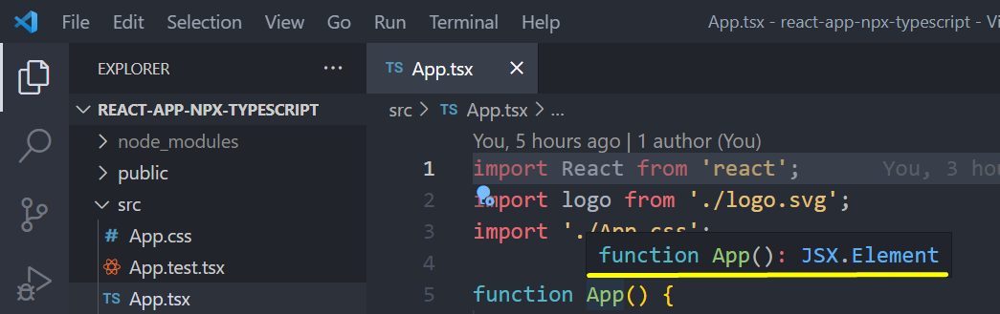 File Edit Selection View Go Run Terminal Help App.tsx - react-app-npx-typescript - Vi
EXPLORER ...
TS App.tsx
REACT-APP-NPX-TYPESCRIPT
src > TS App.tsx > ...
node_modules
You, 5 hours ago | 1 author (You)
public
1 import React from 'react'; You, 3 hou
src
2 import logo from './logo.svg';
# App.css
3 import './App.css';
function App(): JSX.Element
App.test.tsx
4
TS App.tsx
5 function App() {